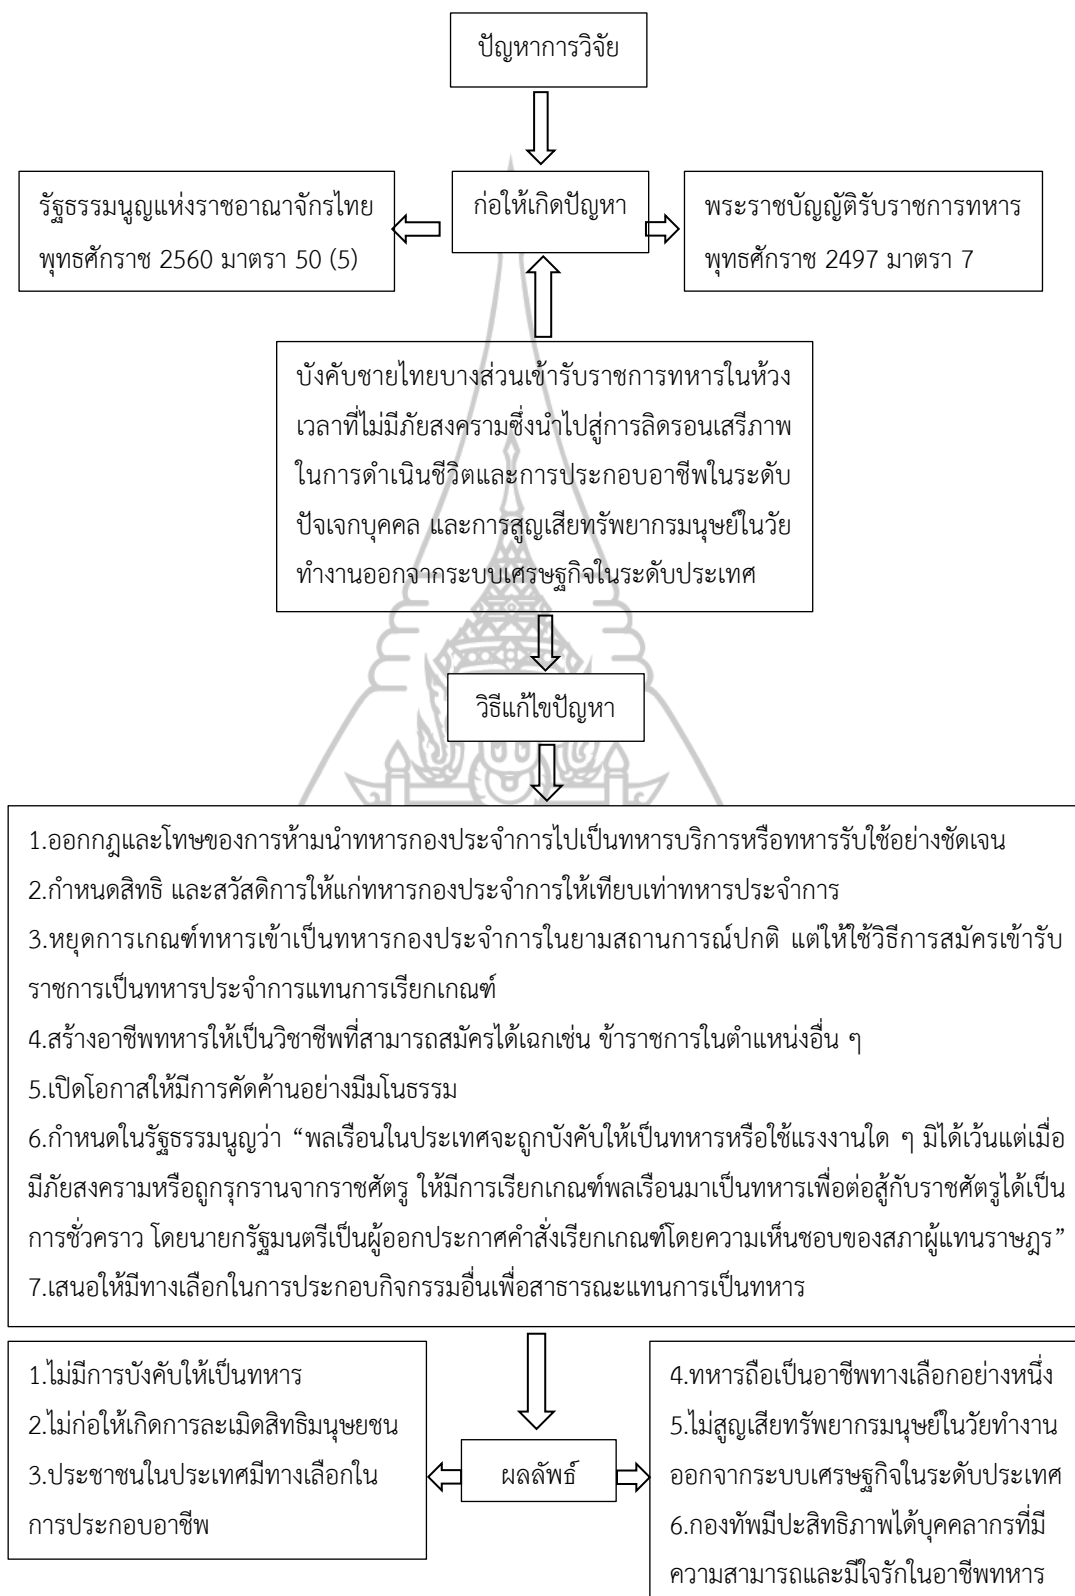 ปัญหาการวิจัย
รัฐธรรมนูญแห่งราชอาณาจักรไทย
พุทธศักราช 2560 มาตรา 50 (5)
ก่อให้เกิดปัญหา
พระราชบัญญัติรับราชการทหาร
พุทธศักราช 2497 มาตรา 7
บังคับชายไทยบางส่วนเข้ารับราชการทหารในห้วง
เวลาที่ไม่มีภัยสงครามซึ่งนำไปสู่การลิดรอนเสรีภาพ
ในการดำเนินชีวิตและการประกอบอาชีพในระดับ
ปัจเจกบุคคล และการสูญเสียทรัพยากรมนุษย์ในวัย
ทำงานออกจากระบบเศรษฐกิจในระดับประเทศ
วิธีแก้ไขปัญหา
1.ออกกฎและโทษของการห้ามนำทหารกองประจำการไปเป็นทหารบริการหรือทหารรับใช้อย่างชัดเจน
2.กำหนดสิทธิ และสวัสดิการให้แก่ทหารกองประจำการให้เทียบเท่าทหารประจำการ
3.หยุดการเกณฑ์ทหารเข้าเป็นทหารกองประจำการในยามสถานการณ์ปกติ แต่ให้ใช้วิธีการสมัครเข้ารับ
ราชการเป็นทหารประจำการแทนการเรียกเกณฑ์
4.สร้างอาชีพทหารให้เป็นวิชาชีพที่สามารถสมัครได้เฉกเช่น ข้าราชการในตำแหน่งอื่น ๆ
5.เปิดโอกาสให้มีการคัดค้านอย่างมีมโนธรรม
6.กำหนดในรัฐธรรมนูญว่า “พลเรือนในประเทศจะถูกบังคับให้เป็นทหารหรือใช้แรงงานใด ๆ มิได้เว้นแต่เมื่อ
มีภัยสงครามหรือถูกรุกรานจากราชศัตรู ให้มีการเรียกเกณฑ์พลเรือนมาเป็นทหารเพื่อต่อสู้กับราชศัตรูได้เป็น
การชั่วคราว โดยนายกรัฐมนตรีเป็นผู้ออกประกาศคำสั่งเรียกเกณฑ์โดยความเห็นชอบของสภาผู้แทนราษฎร”
7.เสนอให้มีทางเลือกในการประกอบกิจกรรมอื่นเพื่อสาธารณะแทนการเป็นทหาร
1.ไม่มีการบังคับให้เป็นทหาร
2.ไม่ก่อให้เกิดการละเมิดสิทธิมนุษยชน
3.ประชาชนในประเทศมีทางเลือกใน
การประกอบอาชีพ
ผลลัพธ์
4.ทหารถือเป็นอาชีพทางเลือกอย่างหนึ่ง
5.ไม่สูญเสียทรัพยากรมนุษย์ในวัยทำงาน
ออกจากระบบเศรษฐกิจในระดับประเทศ
6.กองทัพมีประสิทธิภาพได้บุคคลากรที่มี
ความสามารถและมีใจรักในอาชีพทหาร